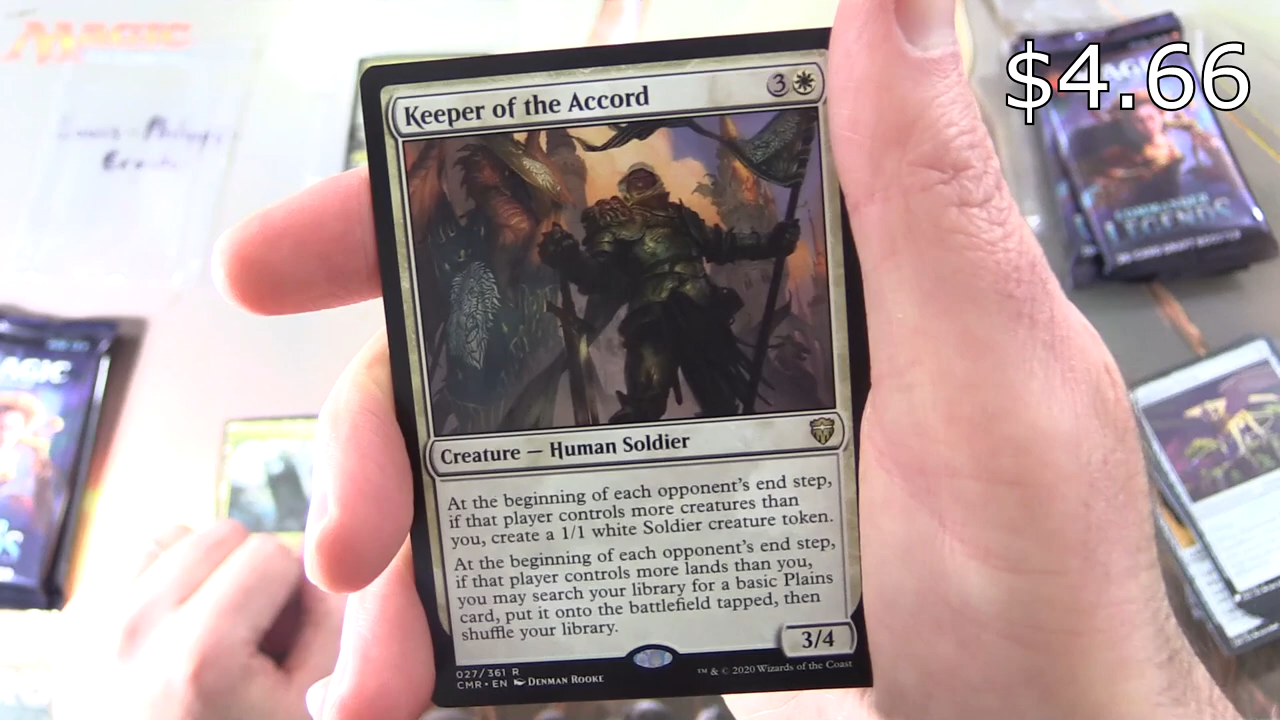 MAGIC
$4.66
Keeper of the Accord
3
Creature — Human Soldier
At the beginning of each opponent's end step,
if that player controls more creatures than
you, create a 1/1 white Soldier creature token.
At the beginning of each opponent's end step,
if that player controls more lands than you,
you may search your library for a basic Plains
card, put it onto the battlefield tapped, then
shuffle your library.
3/4
027/361 R
CMR • EN Denman Rooke
™ & © 2020 Wizards of the Coast
COMMANDER
LEGENDS